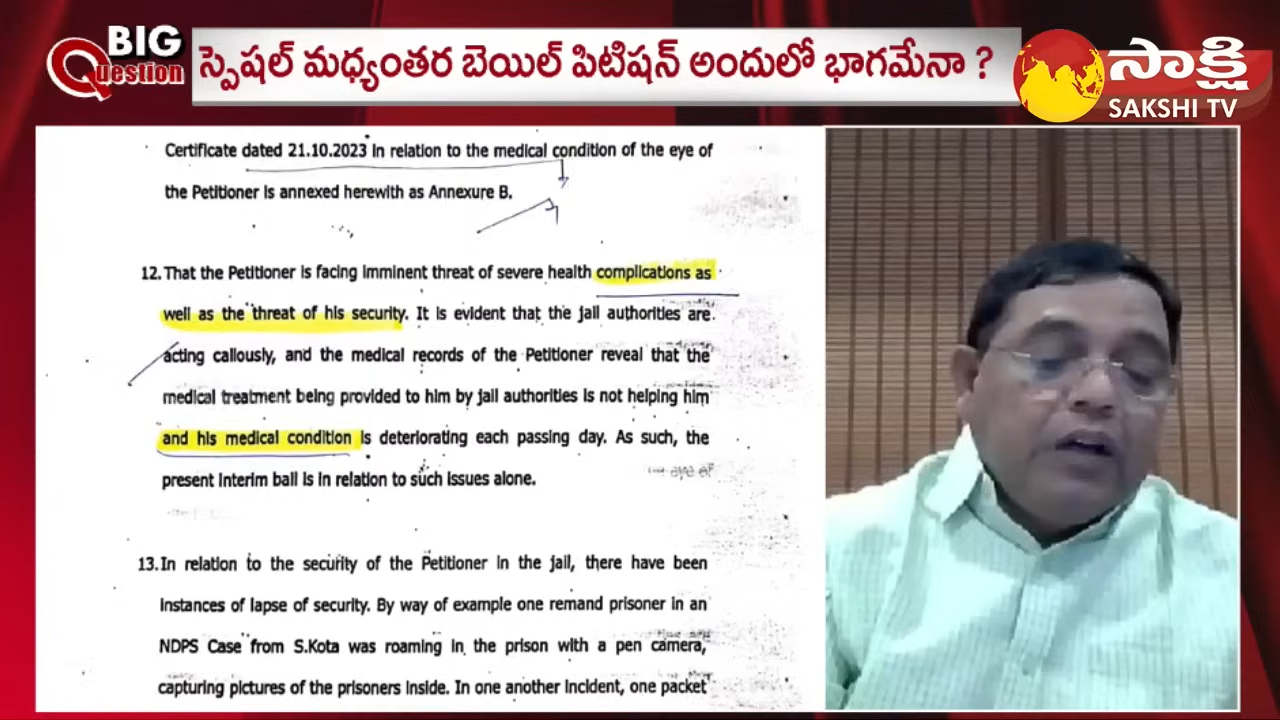 BIG
Question
స్పెషల్ మధ్యంతర బెయిల్ పిటిషన్ అందులో భాగమేనా ?
సాక్షి
SAKSHI TV
Certificate dated 21.10.2023 in relation to the medical condition of the eye of
the Petitioner is annexed herewith as Annexure B.
12. That the Petitioner is facing imminent threat of severe health complications as
well as the threat of his security. It is evident that the jail authorities are
acting callously, and the medical records of the Petitioner reveal that the
medical treatment being provided to him by jail authorities is not helping him
and his medical condition is deteriorating each passing day. As such, the
present interim bail is in relation to such issues alone.
13. In relation to the security of the Petitioner in the jail, there have been
instances of lapse of security. By way of example one remand prisoner in an
NDPS Case from S.Kota was roaming in the prison with a pen camera,
capturing pictures of the prisoners inside. In one another incident, one packet